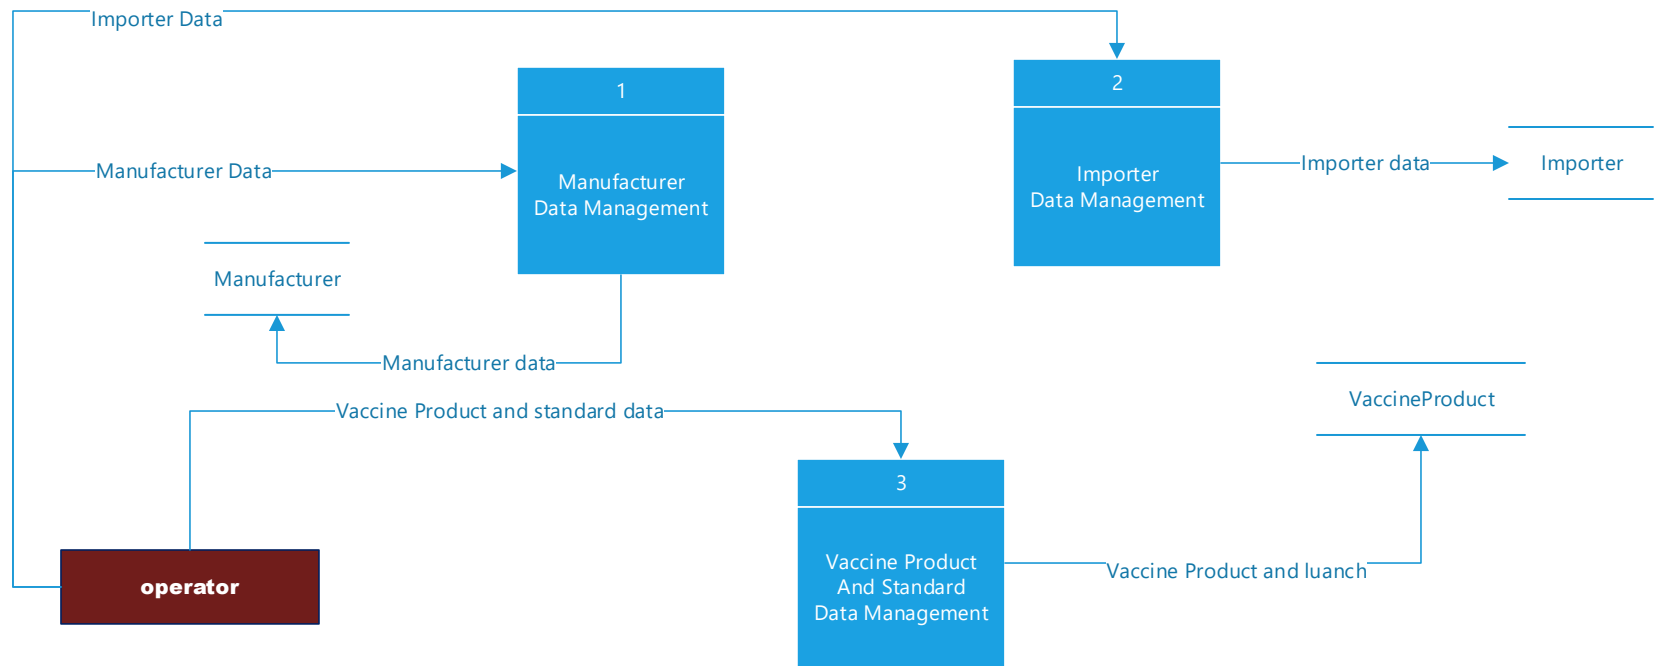 Importer Data
1
2
Manufacturer Data
Manufacturer
Data Management
Importer
Data Management
Importer data
Importer
Manufacturer
Manufacturer data
Vaccine Product and standard data
VaccineProduct
3
Vaccine Product
And Standard
Data Management
Vaccine Product and luanch
operator